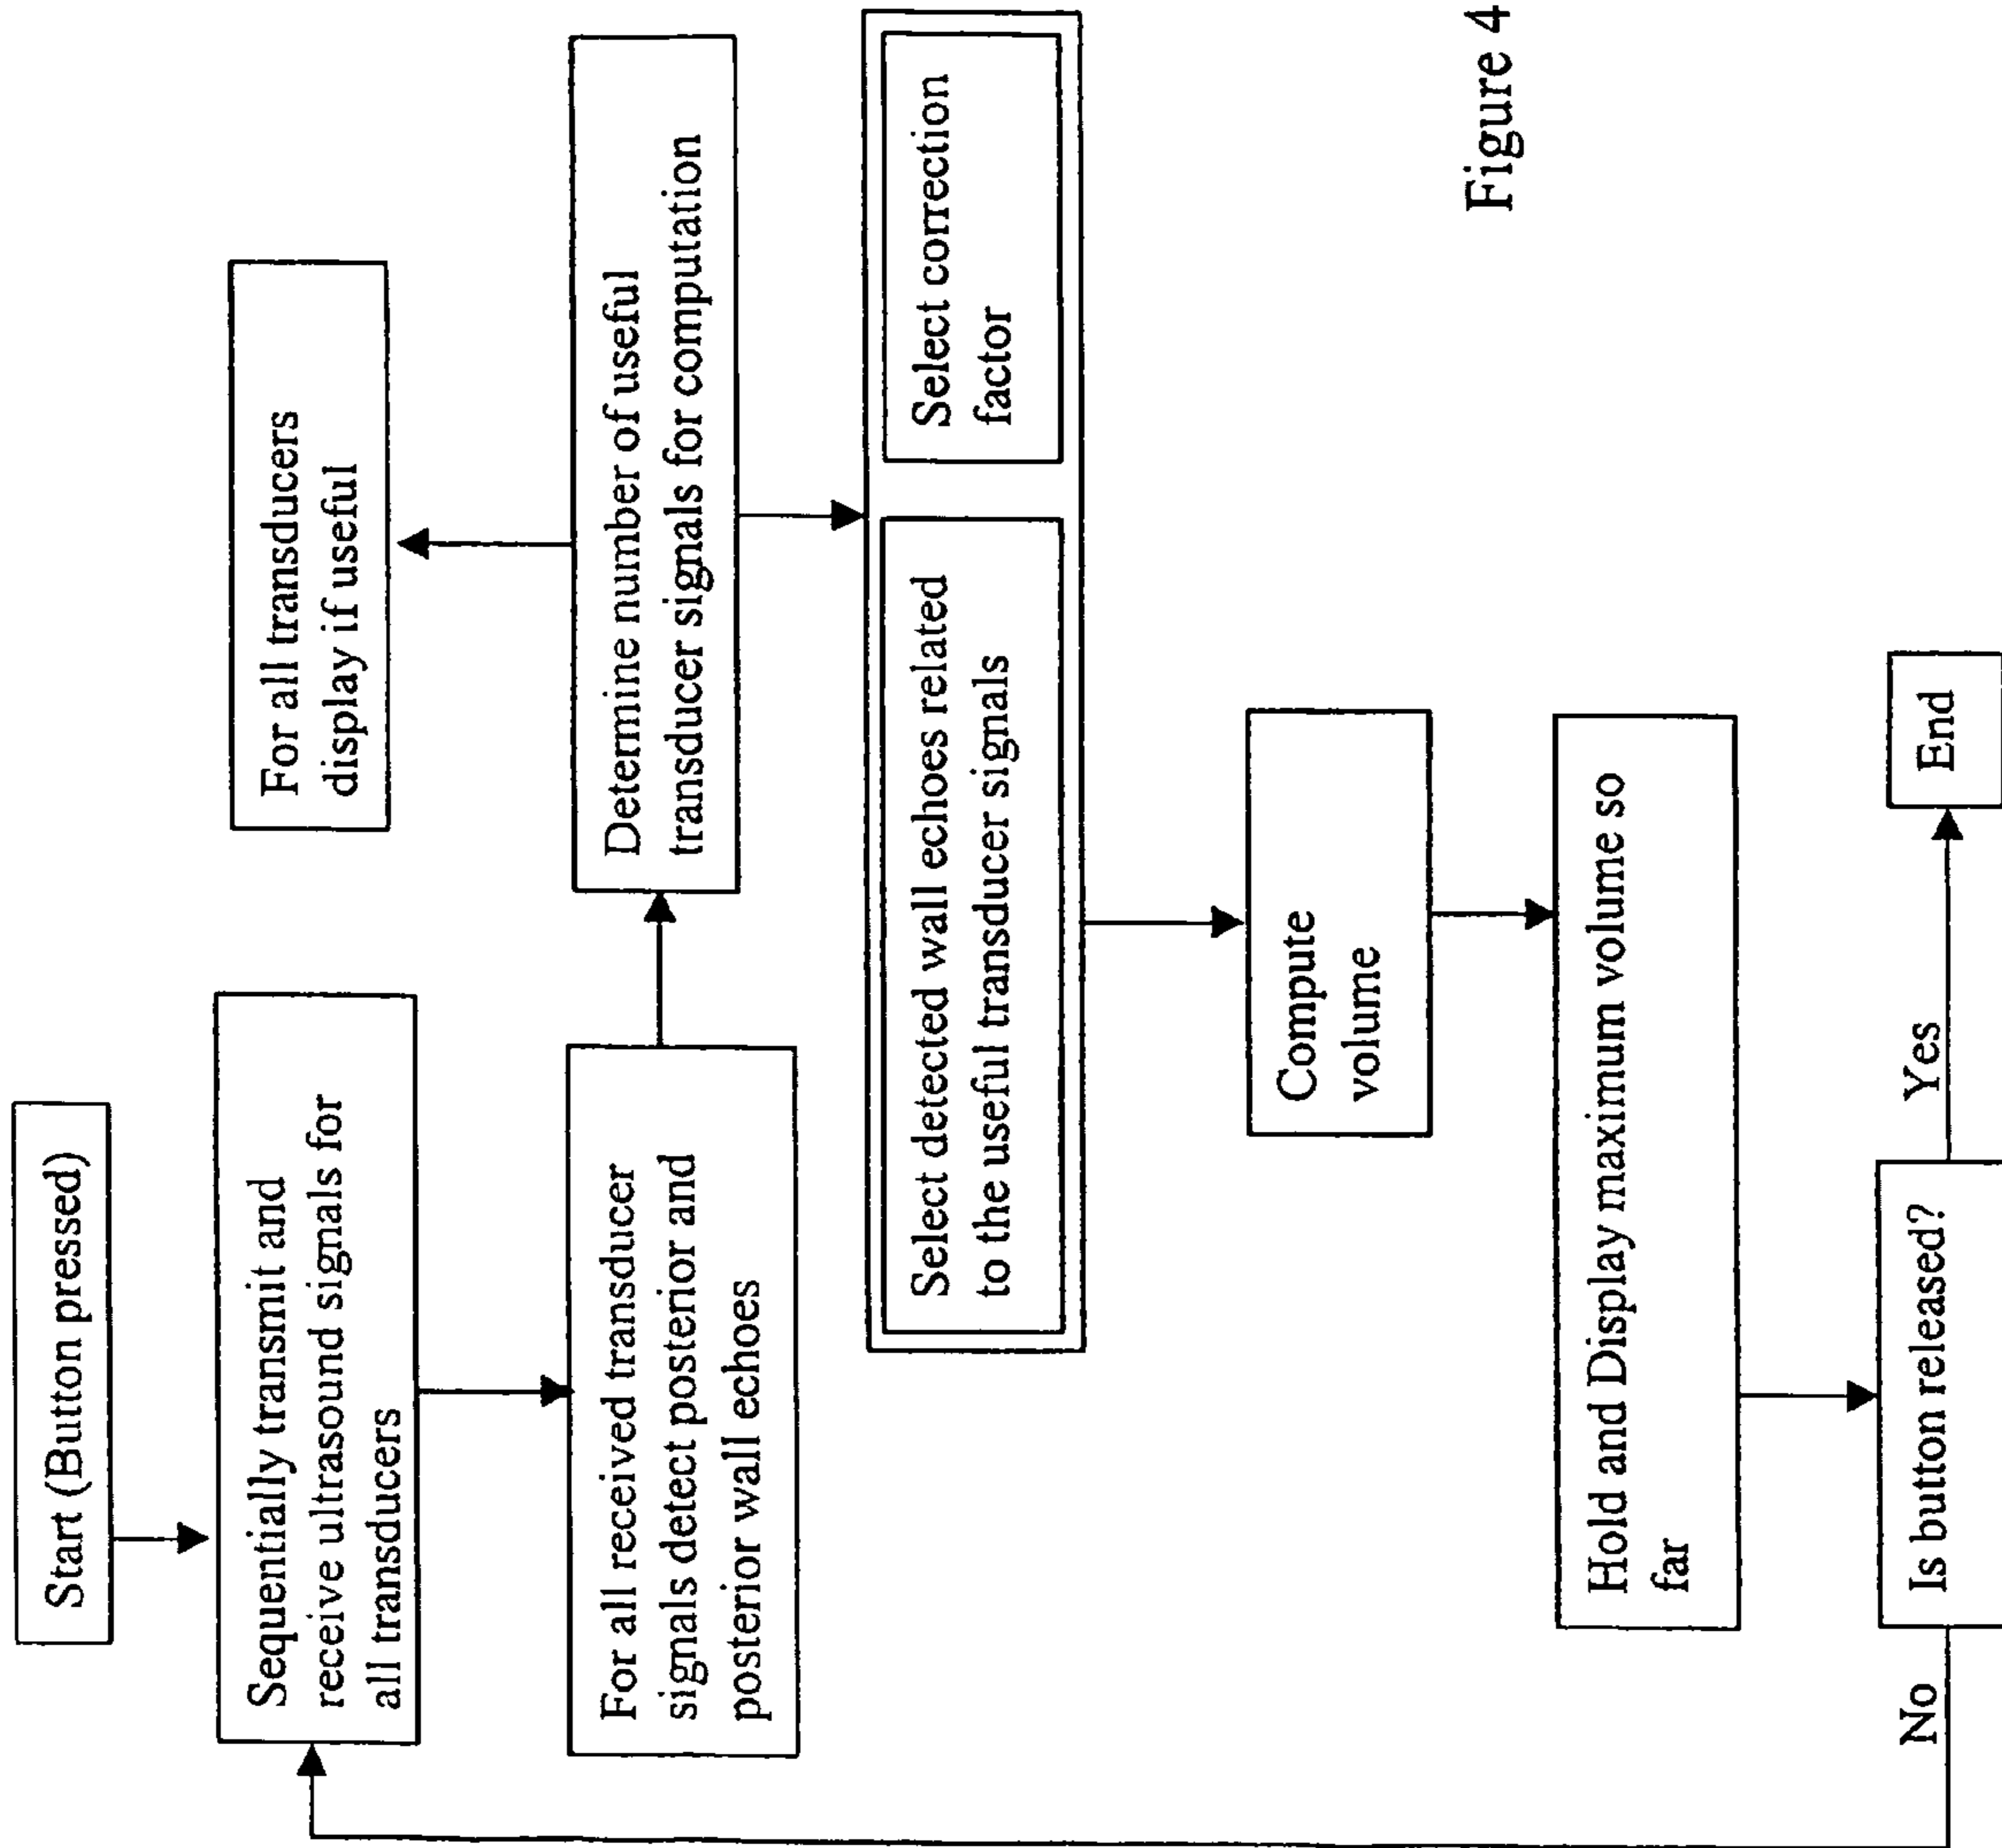 Start (Button pressed)
Sequentially transmit and
receive ultrasound signals for
all transducers
For all received transducer
signals detect posterior and
posterior wall echoes
For all transducers
display if useful
Determine number of useful
transducer signals for computation
Select detected wall echoes related
to the useful transducer signals
Select correction
factor
Compute
volume
Hold and Display maximum volume so
far
Is button released?
No
Yes
End
Figure 4